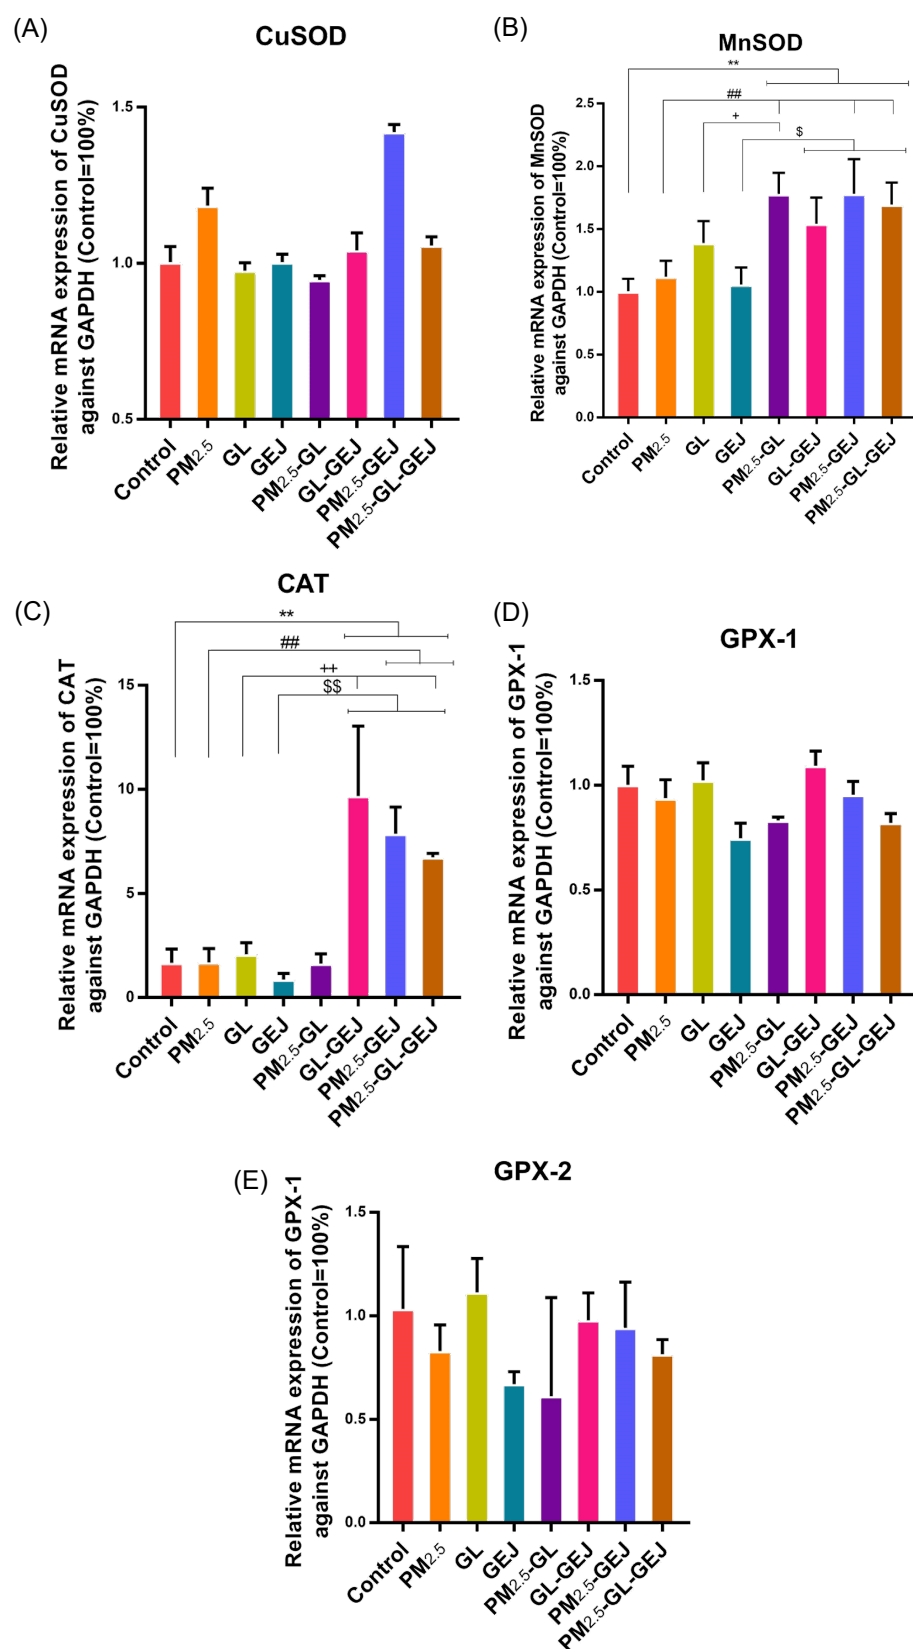 (A)
CuSOD
Relative mRNA expression of CuSOD
against GAPDH (Control=100%)
1.5
1.0
0.5
Control
PM2.5
GL
GEJ
PM2.5-GL
GL-GEJ
PM2.5-GEJ
PM2.5-GL-GEJ
(B)
MnSOD
**
##
+
$
Relative mRNA expression of MnSOD
against GAPDH (Control=100%)
2.5
2.0
1.5
1.0
0.5
0.0
Control
PM2.5
GL
GEJ
PM2.5-GL
GL-GEJ
PM2.5-GEJ
PM2.5-GL-GEJ
(C)
CAT
**
##
++
$$
Relative mRNA expression of CAT
against GAPDH (Control=100%)
15
10
5
0
Control
PM2.5
GL
GEJ
PM2.5-GL
GL-GEJ
PM2.5-GEJ
PM2.5-GL-GEJ
(D)
GPX-1
Relative mRNA expression of GPX-1
against GAPDH (Control=100%)
1.5
1.0
0.5
0.0
Control
PM2.5
GL
GEJ
PM2.5-GL
GL-GEJ
PM2.5-GEJ
PM2.5-GL-GEJ
(E)
GPX-2
Relative mRNA expression of GPX-1
against GAPDH (Control=100%)
1.5
1.0
0.5
0.0
Control
PM2.5
GL
GEJ
PM2.5-GL
GL-GEJ
PM2.5-GEJ
PM2.5-GL-GEJ